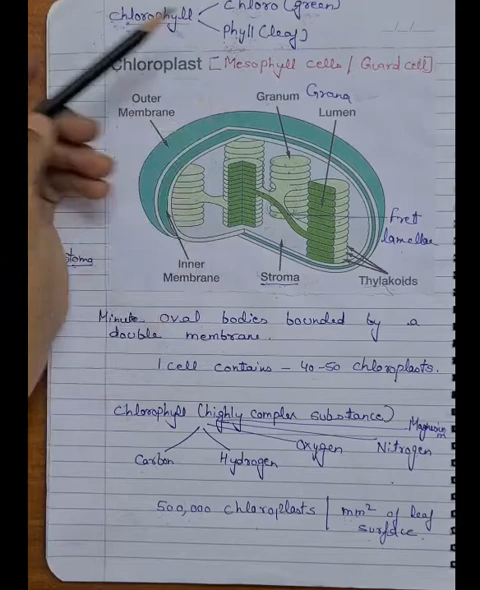 chlorophyll
Chloro (green)
Phyll (leaf)
Chloroplast [Mesophyll cells / Guard cell]
Outer
Membrane
Granum Grana
Lumen
Fret
lamellae
Inner
Membrane
Stroma
Thylakoids
Minute oval bodies bounded by a
double membrane.
1 cell contains - 40-50 chloroplasts.
Chlorophyll (highly complex substance)
Carbon
Hydrogen
Oxygen
Nitrogen
Magnesium
500,000 chloroplasts | mm² of leaf
surface.